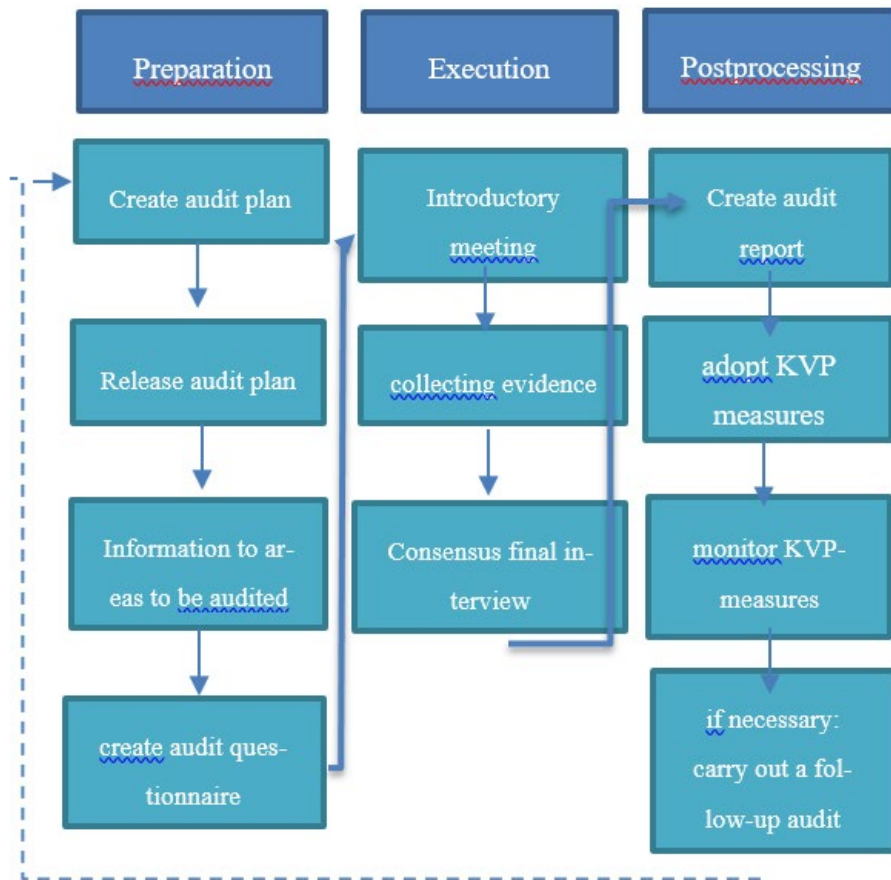 Preparation
Execution
Postprocessing
Create audit plan
Release audit plan
Information to ar-
eas to be audited
create audit ques-
tionnaire
Introductory
meeting
collecting evidence
Consensus final in-
terview
Create audit
report
adopt KVP
measures
monitor KVP-
measures
if necessary:
carry out a fol-
low-up audit